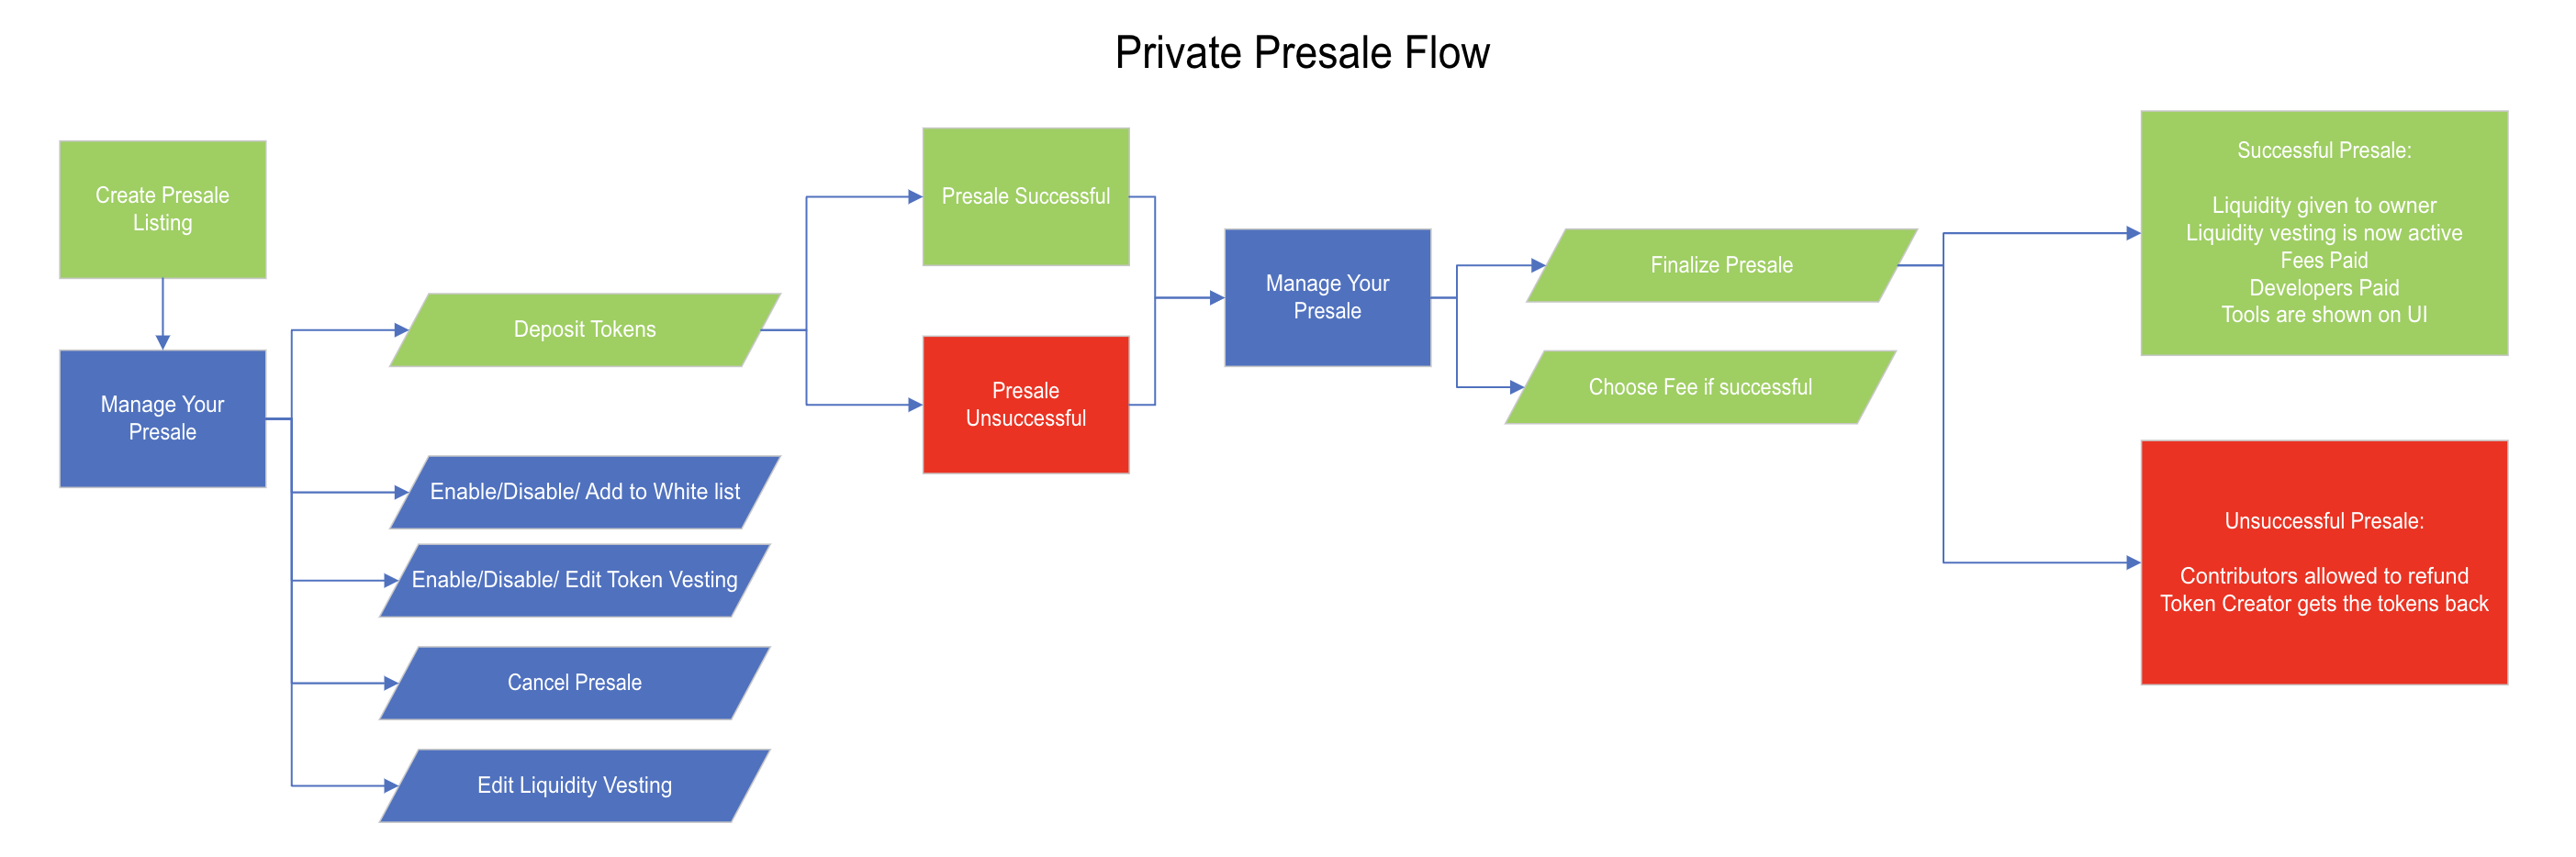 Private Presale Flow
Create Presale
Listing
Manage Your
Presale
Deposit Tokens
Enable/Disable/ Add to White list
Enable/Disable/ Edit Token Vesting
Cancel Presale
Edit Liquidity Vesting
Presale Successful
Presale
Unsuccessful
Manage Your
Presale
Finalize Presale
Choose Fee if successful
Successful Presale:
Liquidity given to owner
Liquidity vesting is now active
Fees Paid
Developers Paid
Tools are shown on UI
Unsuccessful Presale:
Contributors allowed to refund
Token Creator gets the tokens back